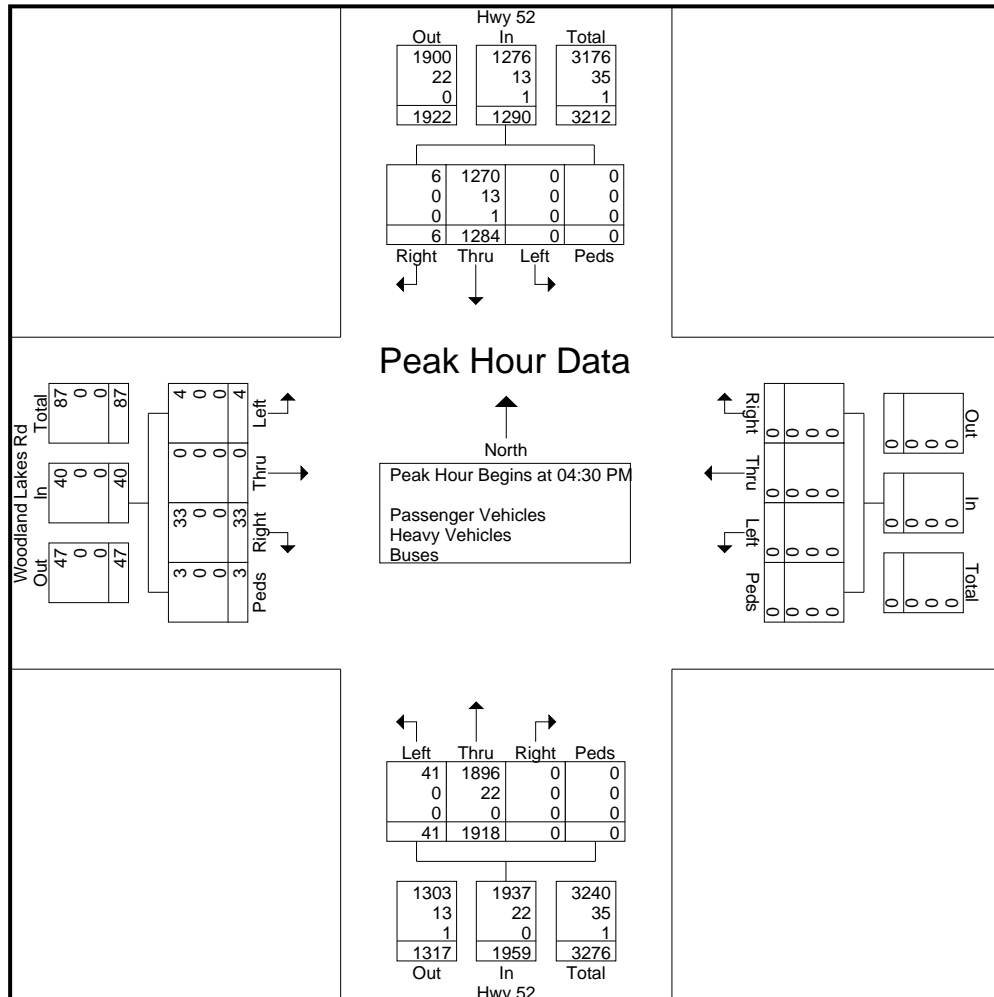 Hwy 52
Out In Total
1900 1276 3176
22 13 35
0 1 1
1922 1290 3212
6 1270 0 0
0 13 0 0
0 1 0 0
6 1284 0 0
Right Thru Left Peds
Peak Hour Data
North
Peak Hour Begins at 04:30 PM
Passenger Vehicles
Heavy Vehicles
Buses
Woodland Lakes Rd
Out In Total
47 40 87
0 0 0
0 0 0
47 40 87
3 33 0 4
0 0 0 0
0 0 0 0
3 33 0 4
Peds Right Thru Left
Out In Total
0 0 0
0 0 0
0 0 0
0 0 0
Right Thru Left Peds
0 0 0 0
0 0 0 0
0 0 0 0
0 0 0 0
Left Thru Right Peds
41 1896 0 0
0 22 0 0
0 0 0 0
41 1918 0 0
1303 1937 3240
13 22 35
1 0 1
1317 1959 3276
Out In Total
Hwy 52